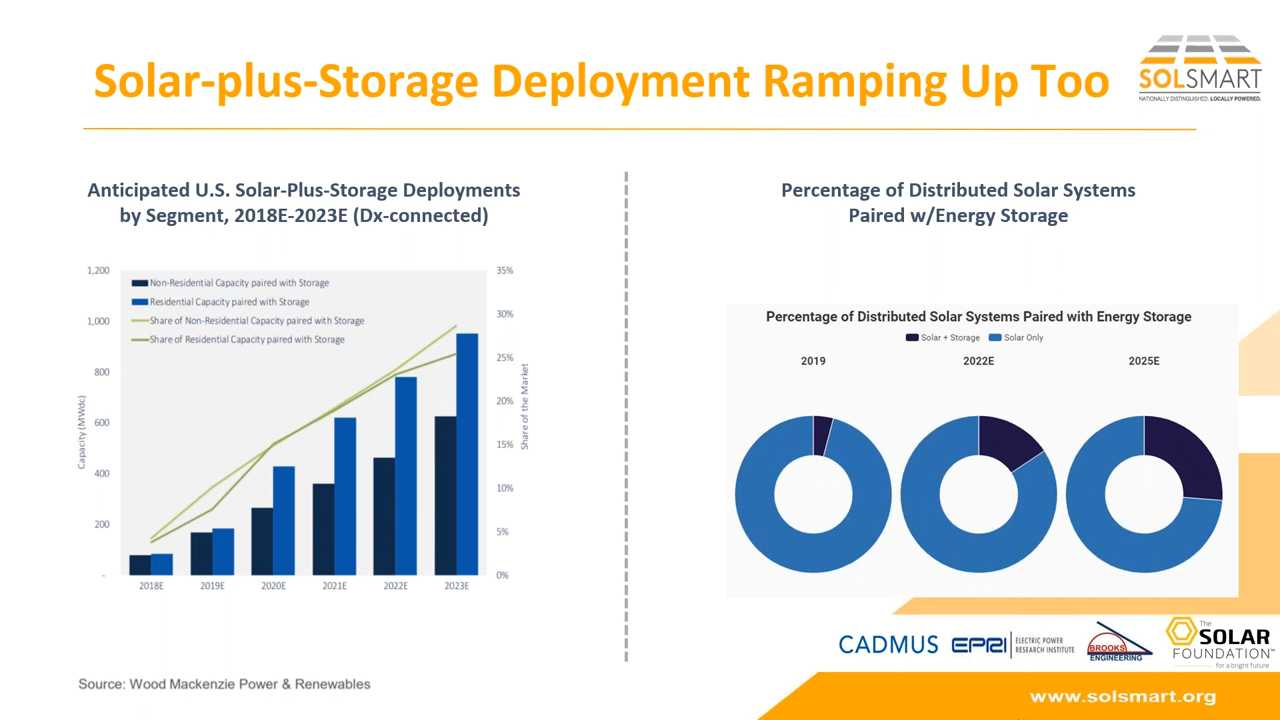 Solar-plus-Storage Deployment Ramping Up Too
SOLSMART
NATIONALLY DISTINGUISHED. LOCALLY POWERED.
Anticipated U.S. Solar-Plus-Storage Deployments
by Segment, 2018E-2023E (Dx-connected)
1,200
1,000
800
600
400
200
-
Capacity (MWdc)
Non-Residential Capacity paired with Storage
Residential Capacity paired with Storage
Share of Non-Residential Capacity paired with Storage
Share of Residential Capacity paired with Storage
35%
30%
25%
20%
15%
10%
5%
0%
Share of the Market
2018E 2019E 2020E 2021E 2022E 2023E
Percentage of Distributed Solar Systems
Paired w/Energy Storage
Percentage of Distributed Solar Systems Paired with Energy Storage
Solar + Storage Solar Only
2019 2022E 2025E
CADMUS
EPRI
ELECTRIC POWER
RESEARCH INSTITUTE
BROOKS
ENGINEERING
The
SOLAR
FOUNDATION™
for a bright future
Source: Wood Mackenzie Power & Renewables
www.solsmart.org